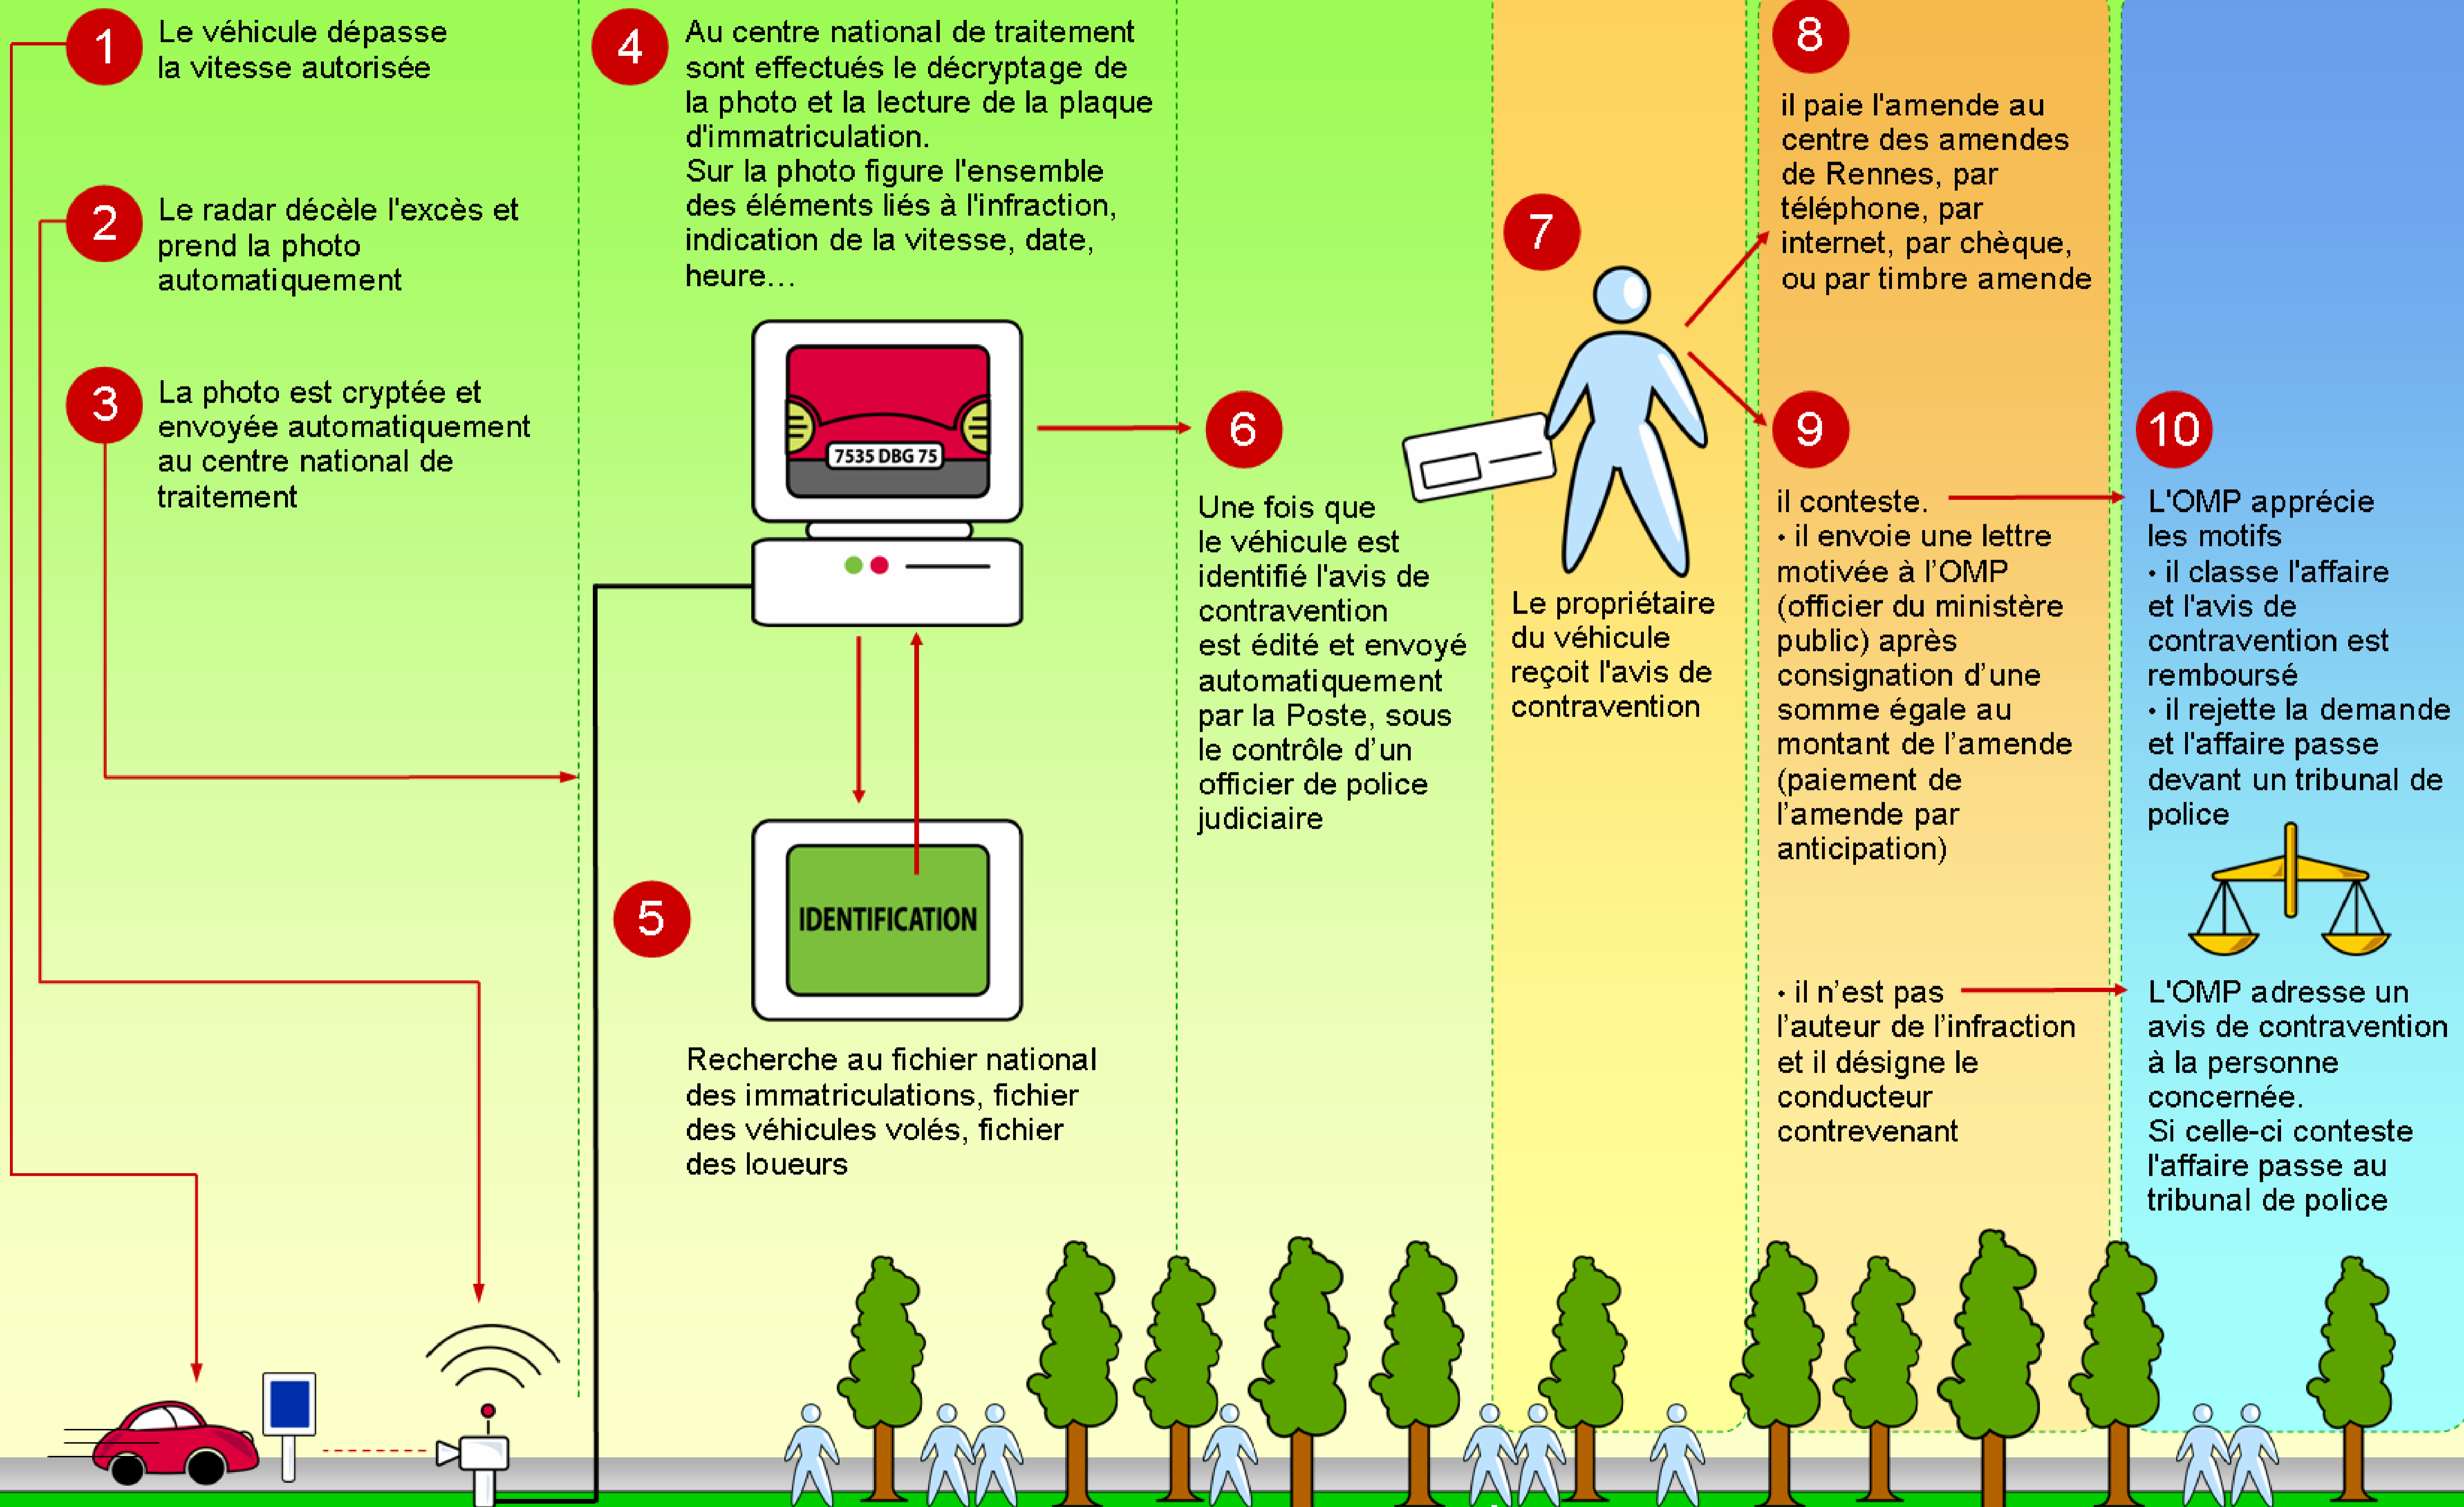 1
Le véhicule dépasse
la vitesse autorisée
2
Le radar décèle l'excès et
prend la photo
automatiquement
3
La photo est cryptée et
envoyée automatiquement
au centre national de
traitement
4
Au centre national de traitement
sont effectués le décryptage de
la photo et la lecture de la plaque
d'immatriculation.
Sur la photo figure l'ensemble
des éléments liés à l'infraction,
indication de la vitesse, date,
heure...
7535 DBG 75
5
IDENTIFICATION
Recherche au fichier national
des immatriculations, fichier
des véhicules volés, fichier
des loueurs
6
Une fois que
le véhicule est
identifié l'avis de
contravention
est édité et envoyé
automatiquement
par la Poste, sous
le contrôle d’un
officier de police
judiciaire
7
Le propriétaire
du véhicule
reçoit l'avis de
contravention
8
il paie l'amende au
centre des amendes
de Rennes, par
téléphone, par
internet, par chèque,
ou par timbre amende
9
il conteste.
• il envoie une lettre
motivée à l’OMP
(officier du ministère
public) après
consignation d’une
somme égale au
montant de l’amende
(paiement de
l’amende par
anticipation)
• il n’est pas
l’auteur de l’infraction
et il désigne le
conducteur
contrevenant
10
L'OMP apprécie
les motifs
• il classe l'affaire
et l'avis de
contravention est
remboursé
• il rejette la demande
et l'affaire passe
devant un tribunal de
police
L'OMP adresse un
avis de contravention
à la personne
concernée.
Si celle-ci conteste
l'affaire passe au
tribunal de police